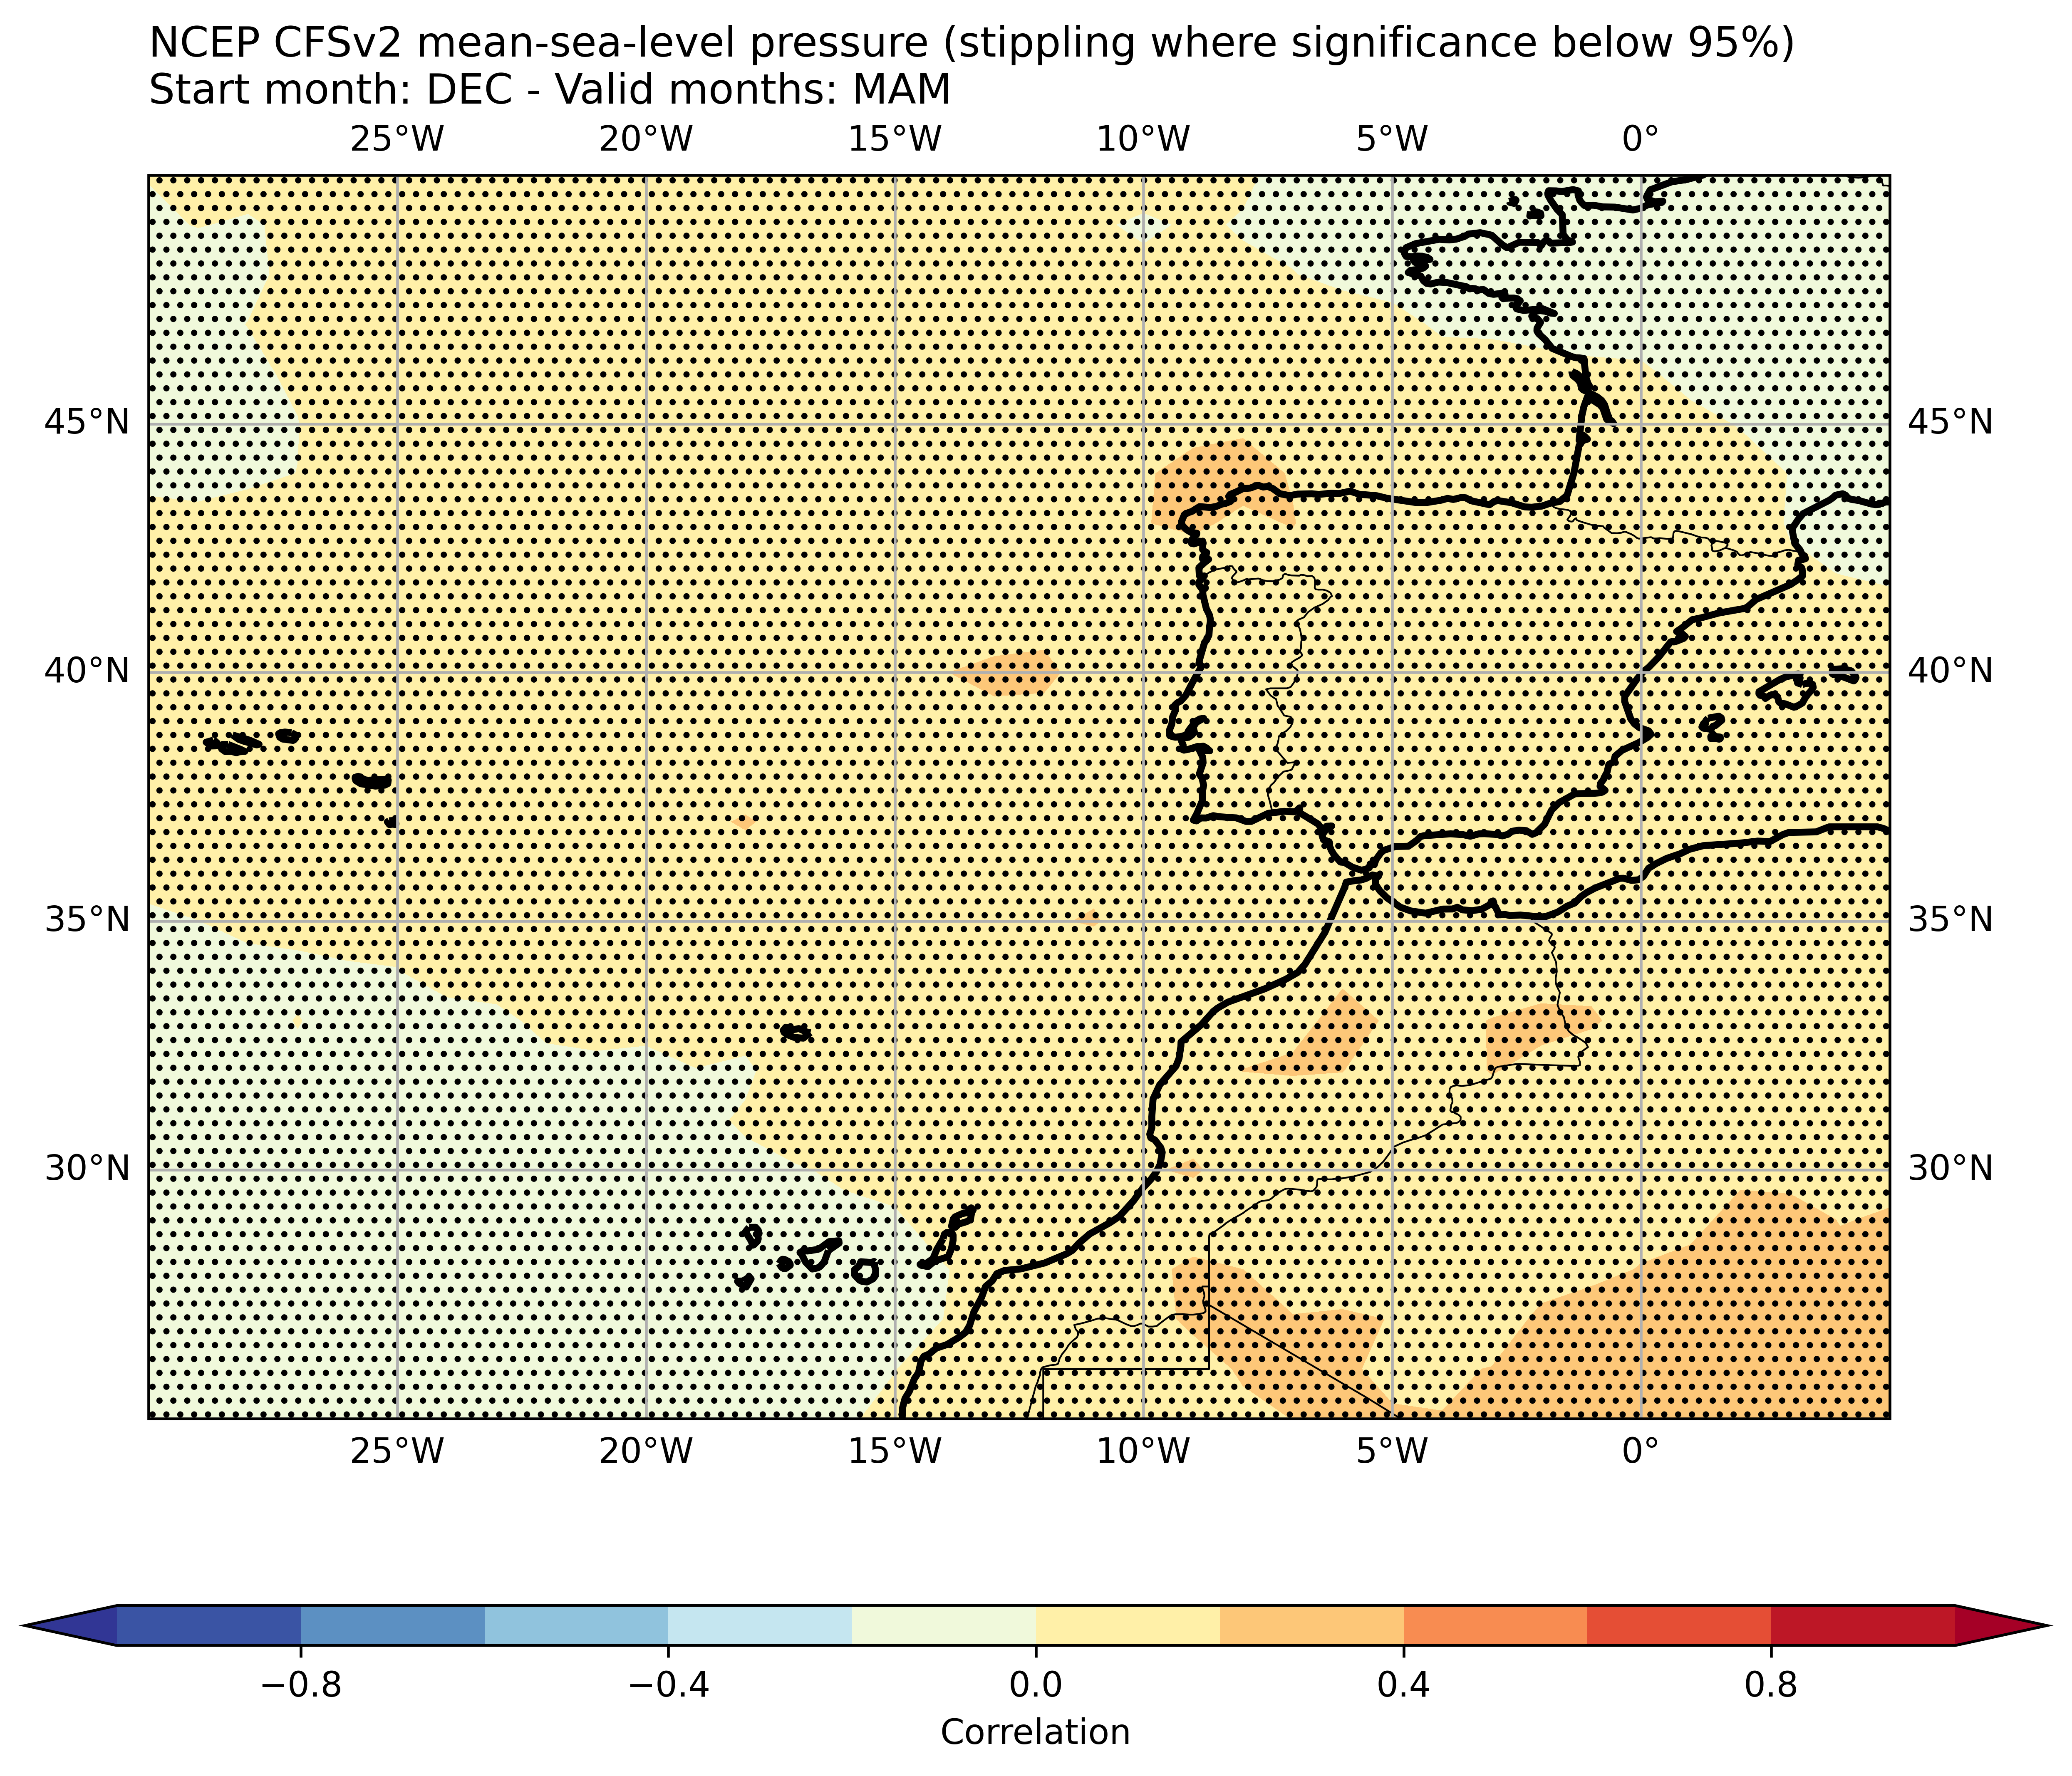 NCEP CFSv2 mean-sea-level pressure (stippling where significance below 95%)
Start month: DEC - Valid months: MAM
25°W 20°W 15°W 10°W 5°W 0°
45°N 45°N
40°N 40°N
35°N 35°N
30°N 30°N
25°W 20°W 15°W 10°W 5°W 0°
−0.8 −0.4 0.0 0.4 0.8
Correlation